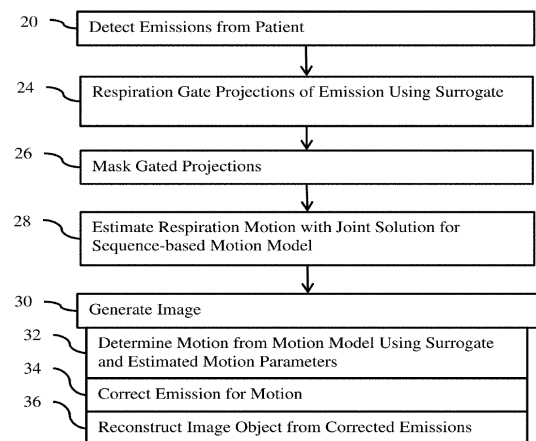 20 Detect Emissions from Patient
24 Respiration Gate Projections of Emission Using Surrogate
26 Mask Gated Projections
28 Estimate Respiration Motion with Joint Solution for
Sequence-based Motion Model
30 Generate Image
32 Determine Motion from Motion Model Using Surrogate
and Estimated Motion Parameters
34 Correct Emission for Motion
36 Reconstruct Image Object from Corrected Emissions